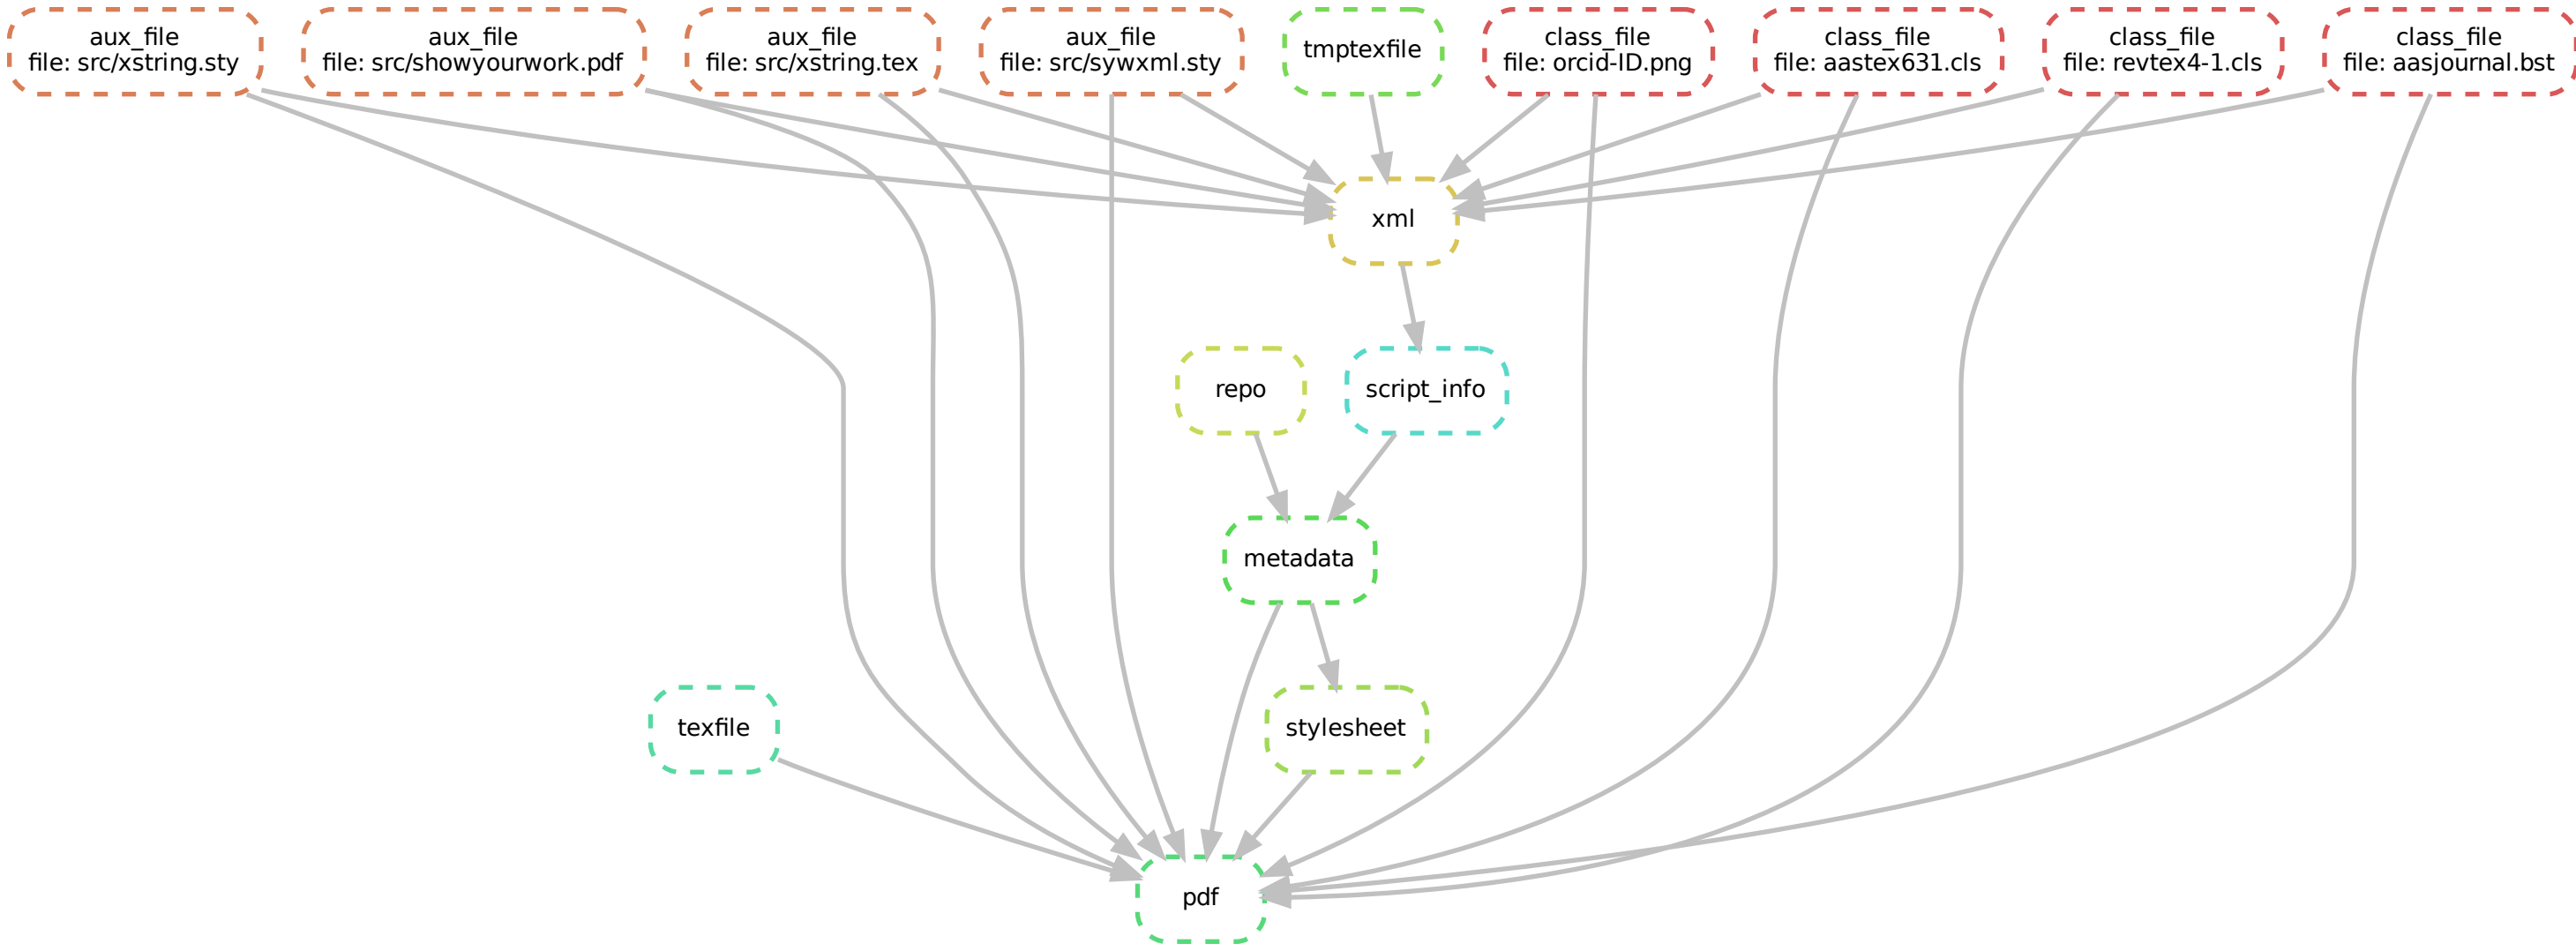 aux_file
file: src/xstring.sty
aux_file
file: src/showyourwork.pdf
aux_file
file: src/xstring.tex
aux_file
file: src/sywxml.sty
tmptexfile
class_file
file: orcid-ID.png
class_file
file: aastex631.cls
class_file
file: revtex4-1.cls
class_file
file: aasjournal.bst
xml
repo
script_info
metadata
texfile
stylesheet
pdf